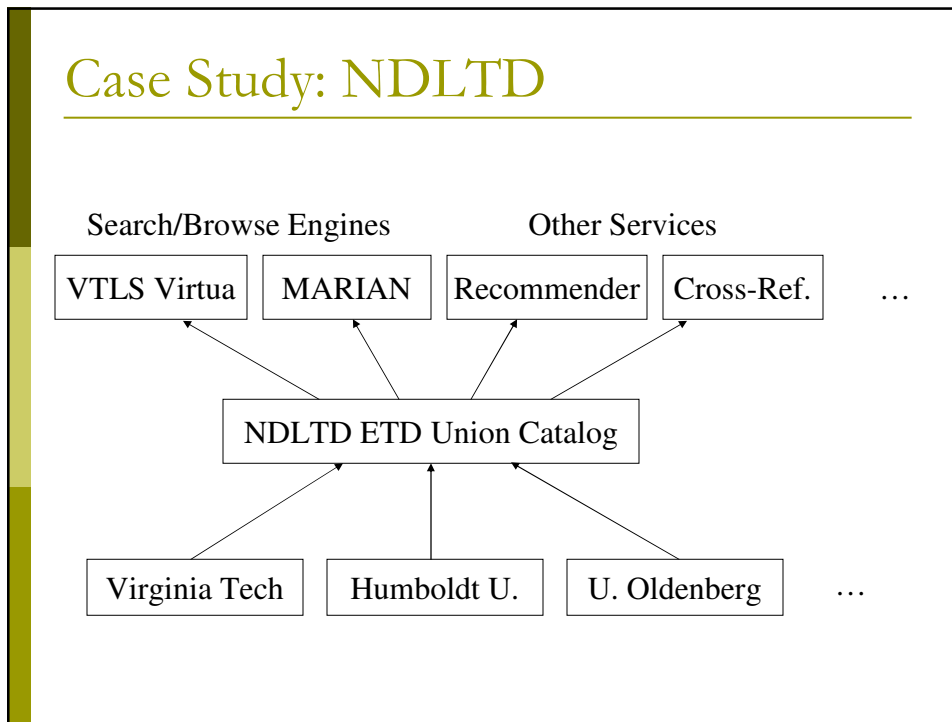 Case Study: NDLTD
Search/Browse Engines Other Services
VTLS Virtua MARIAN Recommender Cross-Ref. …
NDLTD ETD Union Catalog
Virginia Tech Humboldt U. U. Oldenberg …